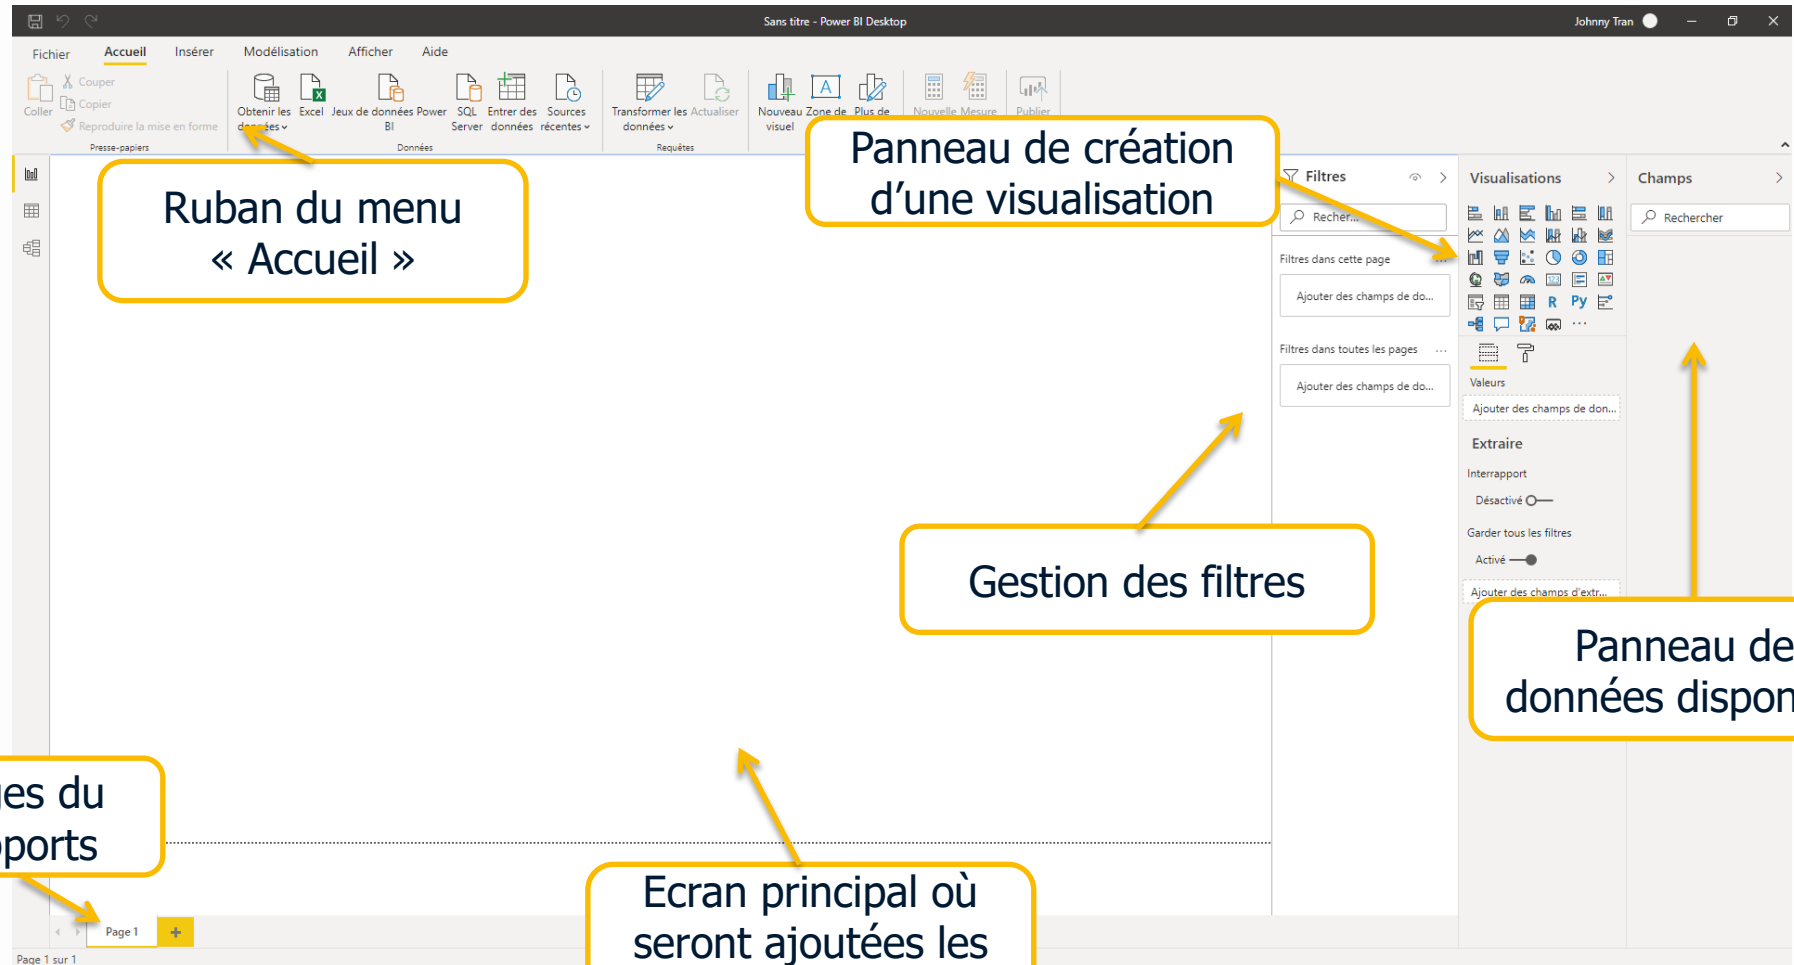 Sans titre - Power BI Desktop
Johnny Tran
Fichier Accueil Insérer Modélisation Afficher Aide
Coller
Couper
Copier
Reproduire la mise en forme
Presse-papiers
Obtenir les données
Excel
Jeux de données Power BI
SQL Server
Entrer des données
Sources récentes
Données
Transformer les données
Actualiser
Requêtes
Nouveau visuel
Zone de
Plus de
Nouvelle Mesure
Publier
Ruban du menu
« Accueil »
Panneau de création
d'une visualisation
Filtres
Recher...
Filtres dans cette page ...
Ajouter des champs de do...
Filtres dans toutes les pages ...
Ajouter des champs de do...
Visualisations
123
R Py
...
Valeurs
Ajouter des champs de don...
Extraire
Interrapport
Désactivé
Garder tous les filtres
Activé
Ajouter des champs d'extr...
Champs
Rechercher
Gestion des filtres
Panneau de
données dispon
ges du
ports
Ecran principal où
seront ajoutées les
Page 1
+
Page 1 sur 1